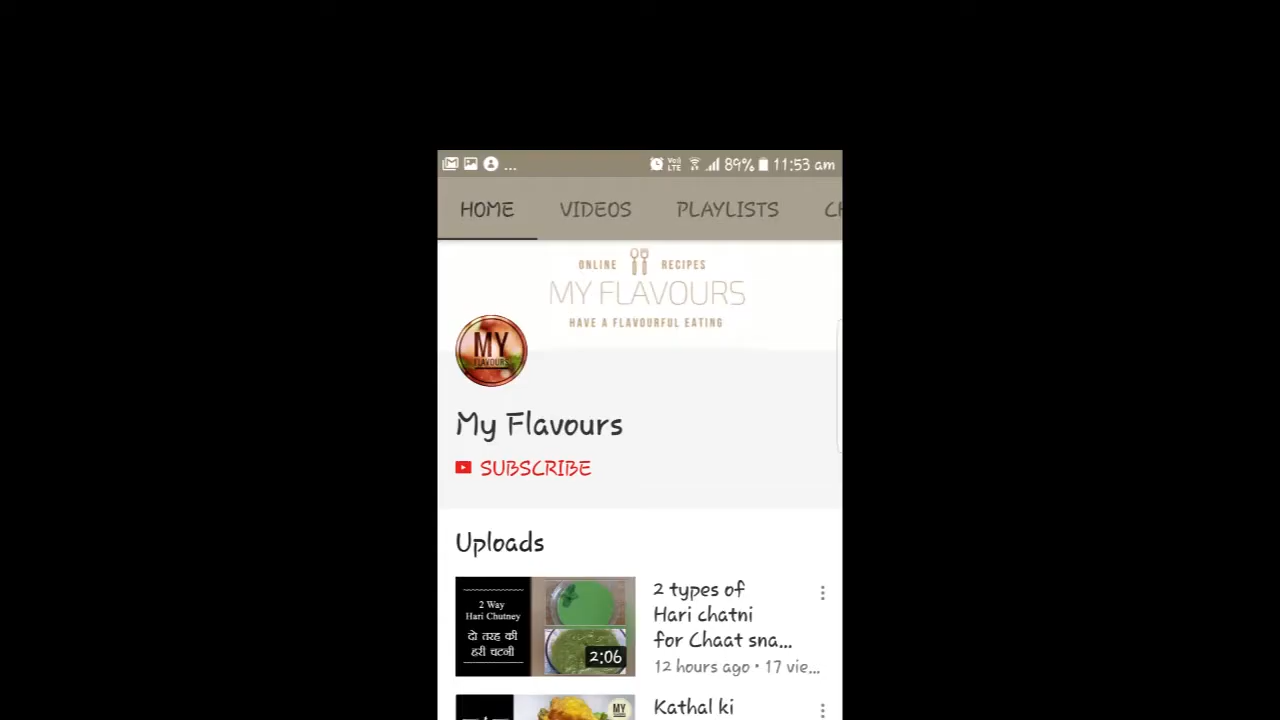 ... 89% 11:53 am
HOME VIDEOS PLAYLISTS
ONLINE RECIPES
MY FLAVOURS
HAVE A FLAVOURFUL EATING
MY
FLAVOURS
My Flavours
SUBSCRIBE
Uploads
2 Way
Hari Chutney
दो तरह की
हरी चटनी
2:06
2 types of
Hari chatni
for Chaat sna...
12 hours ago • 17 vie...
MY
Kathal ki